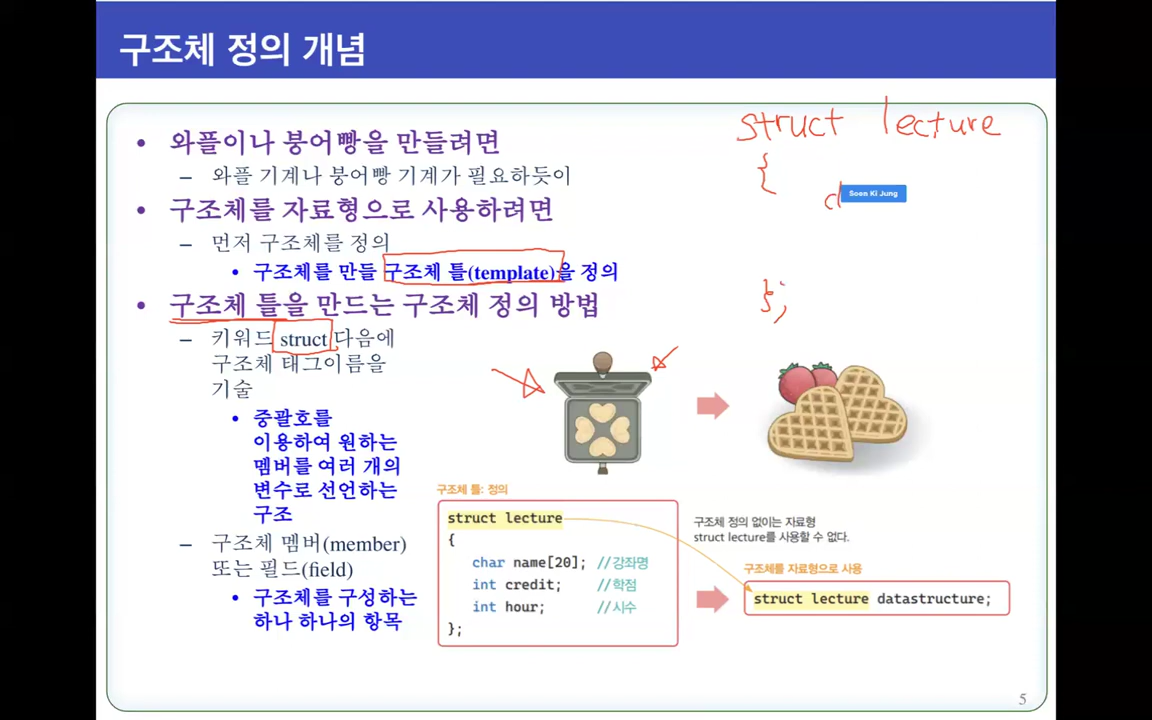 구조체 정의 개념
struct lecture
{
Soen Ki Jung
};
• 와플이나 붕어빵을 만들려면
– 와플 기계나 붕어빵 기계가 필요하듯이
• 구조체를 자료형으로 사용하려면
– 먼저 구조체를 정의
• 구조체를 만들 구조체 틀(template)을 정의
• 구조체 틀을 만드는 구조체 정의 방법
– 키워드 struct 다음에
구조체 태그이름을
기술
• 중괄호를
이용하여 원하는
멤버를 여러 개의
변수로 선언하는
구조
– 구조체 멤버(member)
또는 필드(field)
• 구조체를 구성하는
하나 하나의 항목
구조체 틀: 정의
struct lecture
{
char name[20]; //강좌명
int credit; //학점
int hour; //시수
};
구조체 정의 없이는 자료형
struct lecture를 사용할 수 없다.
구조체를 자료형으로 사용
struct lecture datastructure;
5